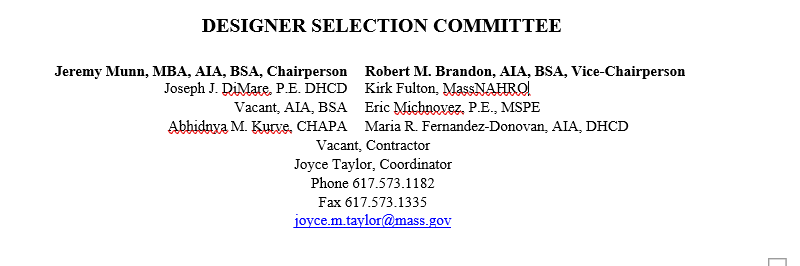 DESIGNER SELECTION COMMITTEE
Jeremy Munn, MBA, AIA, BSA, Chairperson Robert M. Brandon, AIA, BSA, Vice-Chairperson
Joseph J. DiMare, P.E. DHCD Kirk Fulton, MassNAHRO
Vacant, AIA, BSA Eric Michnovez, P.E., MSPE
Abhidnya M. Kurve, CHAPA Maria R. Fernandez-Donovan, AIA, DHCD
Vacant, Contractor
Joyce Taylor, Coordinator
Phone 617.573.1182
Fax 617.573.1335
joyce.m.taylor@mass.gov